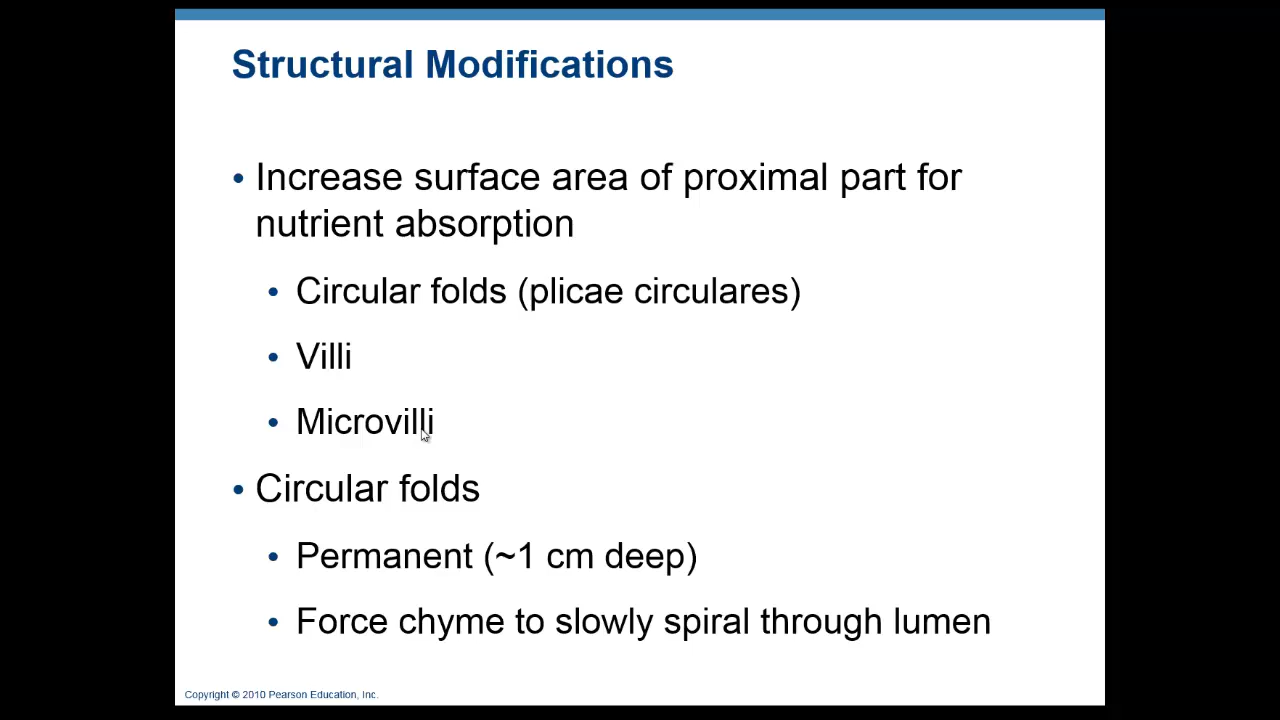 Structural Modifications
• Increase surface area of proximal part for
nutrient absorption
• Circular folds (plicae circulares)
• Villi
• Microvilli
• Circular folds
• Permanent (~1 cm deep)
• Force chyme to slowly spiral through lumen
Copyright © 2010 Pearson Education, Inc.